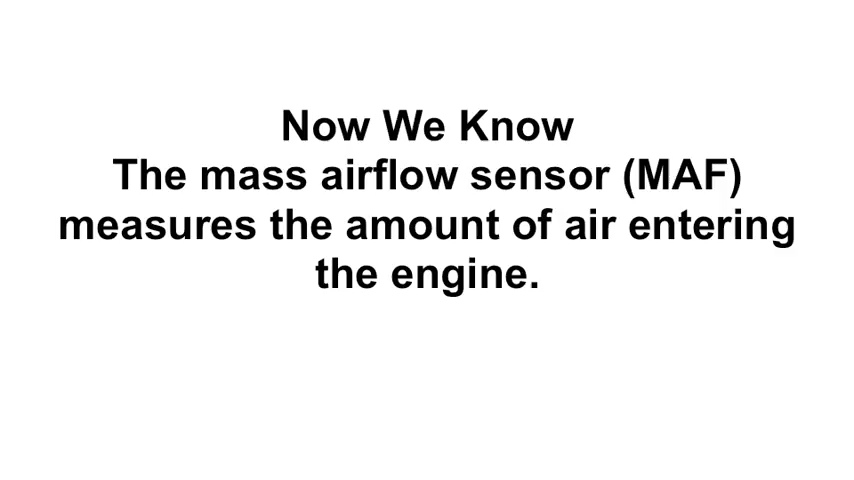 Now We Know
The mass airflow sensor (MAF)
measures the amount of air entering
the engine.